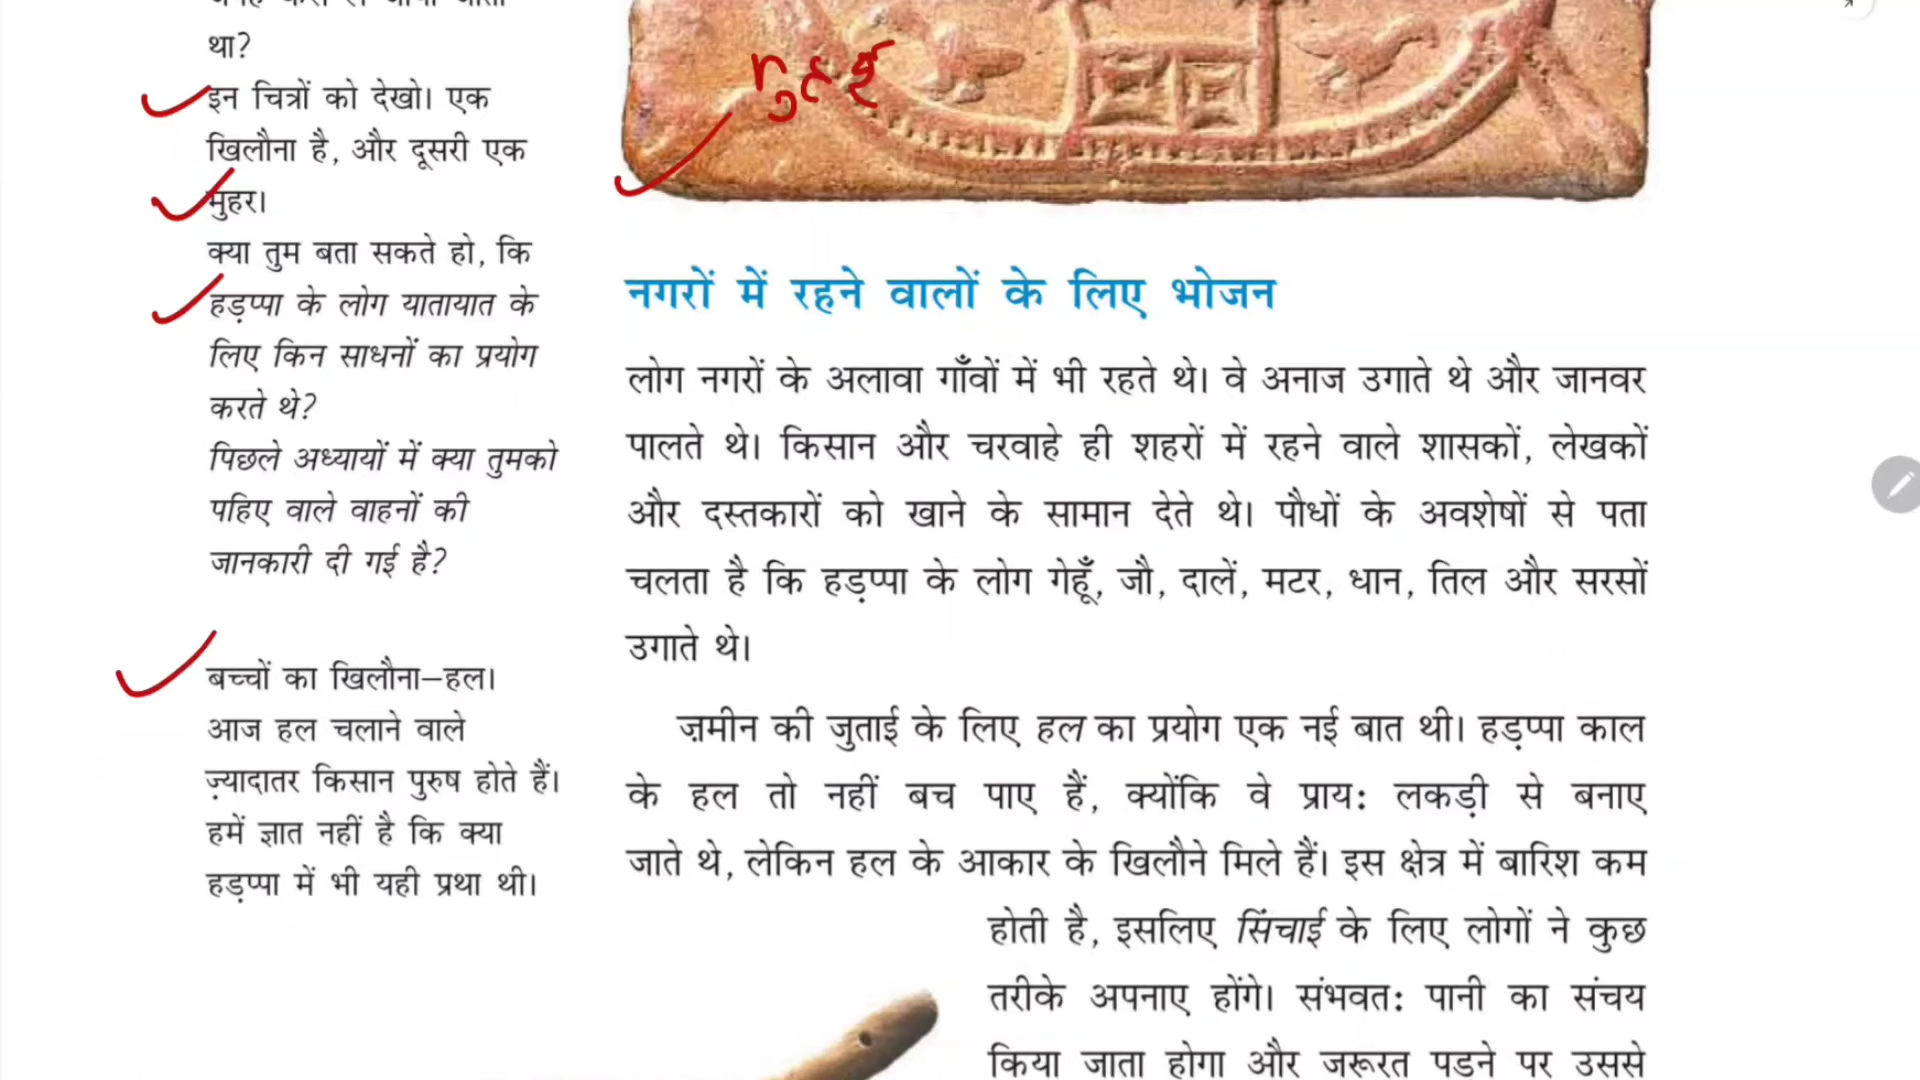 था?
इन चित्रों को देखो। एक
खिलौना है, और दूसरी एक
मुहर।
क्या तुम बता सकते हो, कि
हड़प्पा के लोग यातायात के
लिए किन साधनों का प्रयोग
करते थे?
पिछले अध्यायों में क्या तुमको
पहिए वाले वाहनों की
जानकारी दी गई है?
बच्चों का खिलौना–हल।
आज हल चलाने वाले
ज़्यादातर किसान पुरुष होते हैं।
हमें ज्ञात नहीं है कि क्या
हड़प्पा में भी यही प्रथा थी।
नगरों में रहने वालों के लिए भोजन
लोग नगरों के अलावा गाँवों में भी रहते थे। वे अनाज उगाते थे और जानवर
पालते थे। किसान और चरवाहे ही शहरों में रहने वाले शासकों, लेखकों
और दस्तकारों को खाने के सामान देते थे। पौधों के अवशेषों से पता
चलता है कि हड़प्पा के लोग गेहूँ, जौ, दालें, मटर, धान, तिल और सरसों
उगाते थे।
ज़मीन की जुताई के लिए हल का प्रयोग एक नई बात थी। हड़प्पा काल
के हल तो नहीं बच पाए हैं, क्योंकि वे प्राय: लकड़ी से बनाए
जाते थे, लेकिन हल के आकार के खिलौने मिले हैं। इस क्षेत्र में बारिश कम
होती है, इसलिए सिंचाई के लिए लोगों ने कुछ
तरीके अपनाए होंगे। संभवत: पानी का संचय
किया जाता होगा और जरूरत पड़ने पर उससे